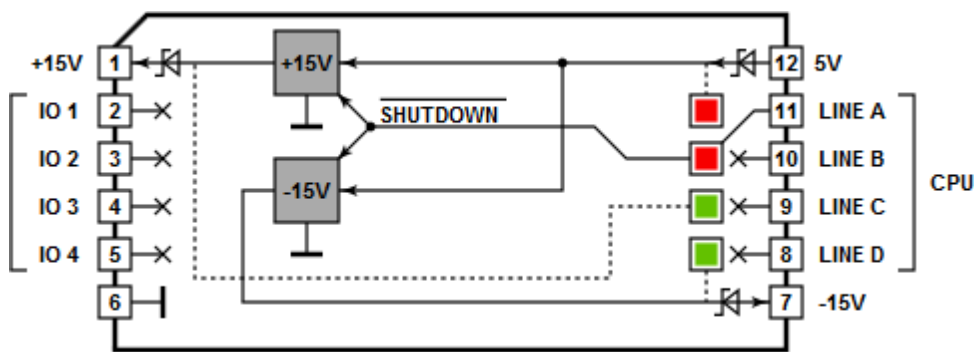 +15V 1 +15V 12 5V
IO 1 2 SHUTDOWN 11 LINE A
IO 2 3 10 LINE B
-15V CPU
IO 3 4 9 LINE C
IO 4 5 8 LINE D
6 7 -15V